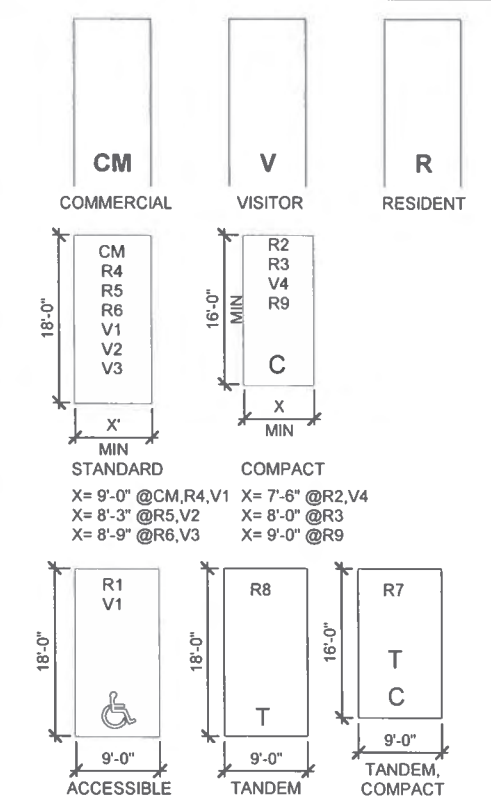 CM
V
R
COMMERCIAL
VISITOR
RESIDENT
18'-0"
CM
R4
R5
R6
V1
V2
V3
X'
MIN
STANDARD
X= 9'-0" @CM,R4,V1
X= 8'-3" @R5,V2
X= 8'-9" @R6,V3
16'-0"
MIN
R2
R3
V4
R9
C
X
MIN
COMPACT
X= 7'-6" @R2,V4
X= 8'-0" @R3
X= 9'-0" @R9
18'-0"
R1
V1
9'-0"
ACCESSIBLE
18'-0"
R8
T
9'-0"
TANDEM
16'-0"
R7
T
C
9'-0"
TANDEM,
COMPACT